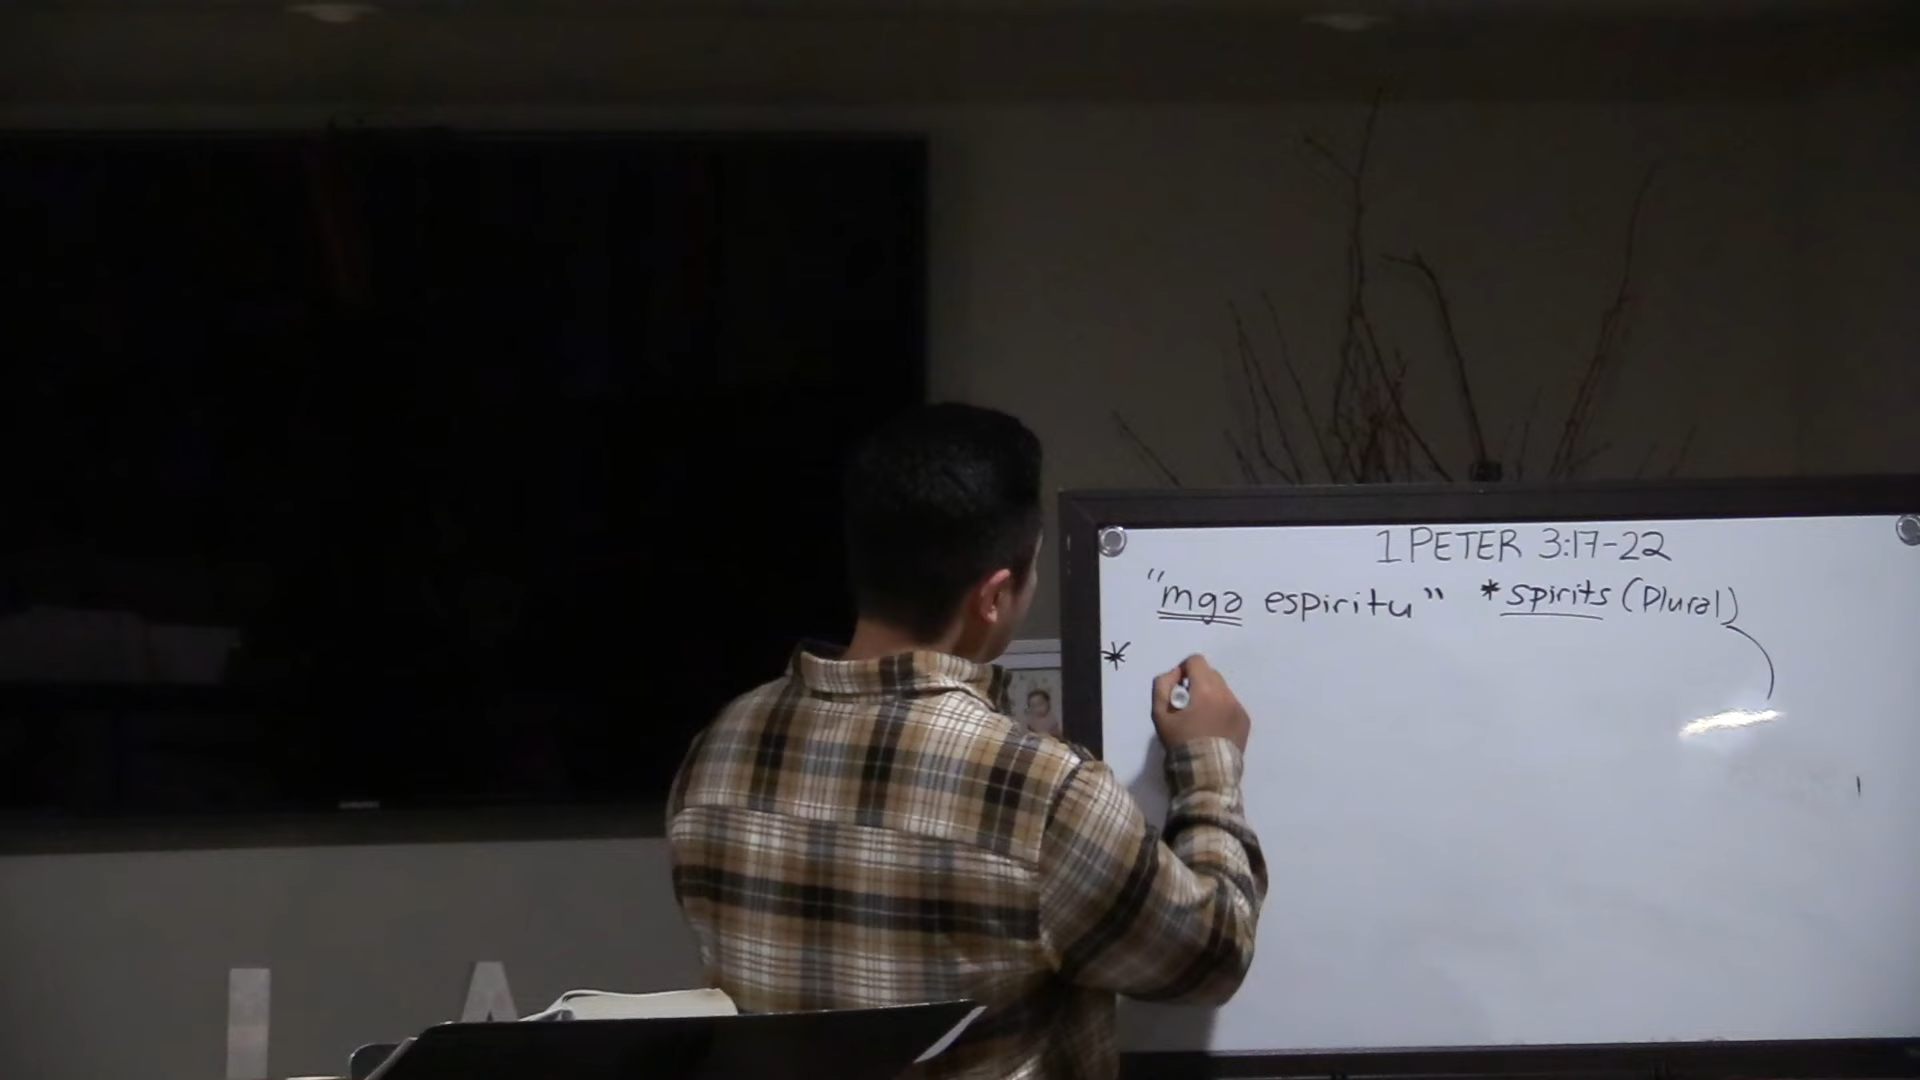 1 PETER 3:17-22
"mga espiritu" * spirits (Plural)
*